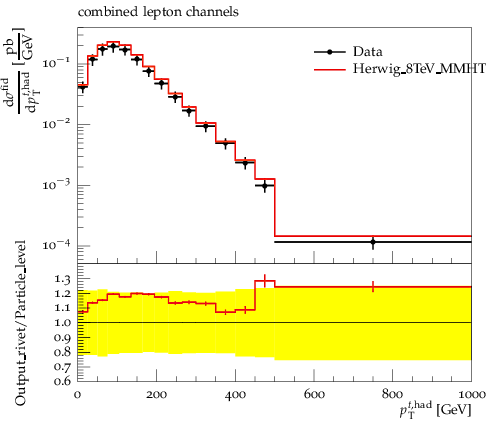 combined lepton channels
dσ^fid / dp_T^{t,had} [pb / GeV]
Data
Herwig_8TeV_MMHT
10^−1
10^−2
10^−3
10^−4
Output_rivet/Particle_level
1.3
1.2
1.1
1.0
0.9
0.8
0.7
0.6
0 200 400 600 800 1000
p_T^{t,had} [GeV]